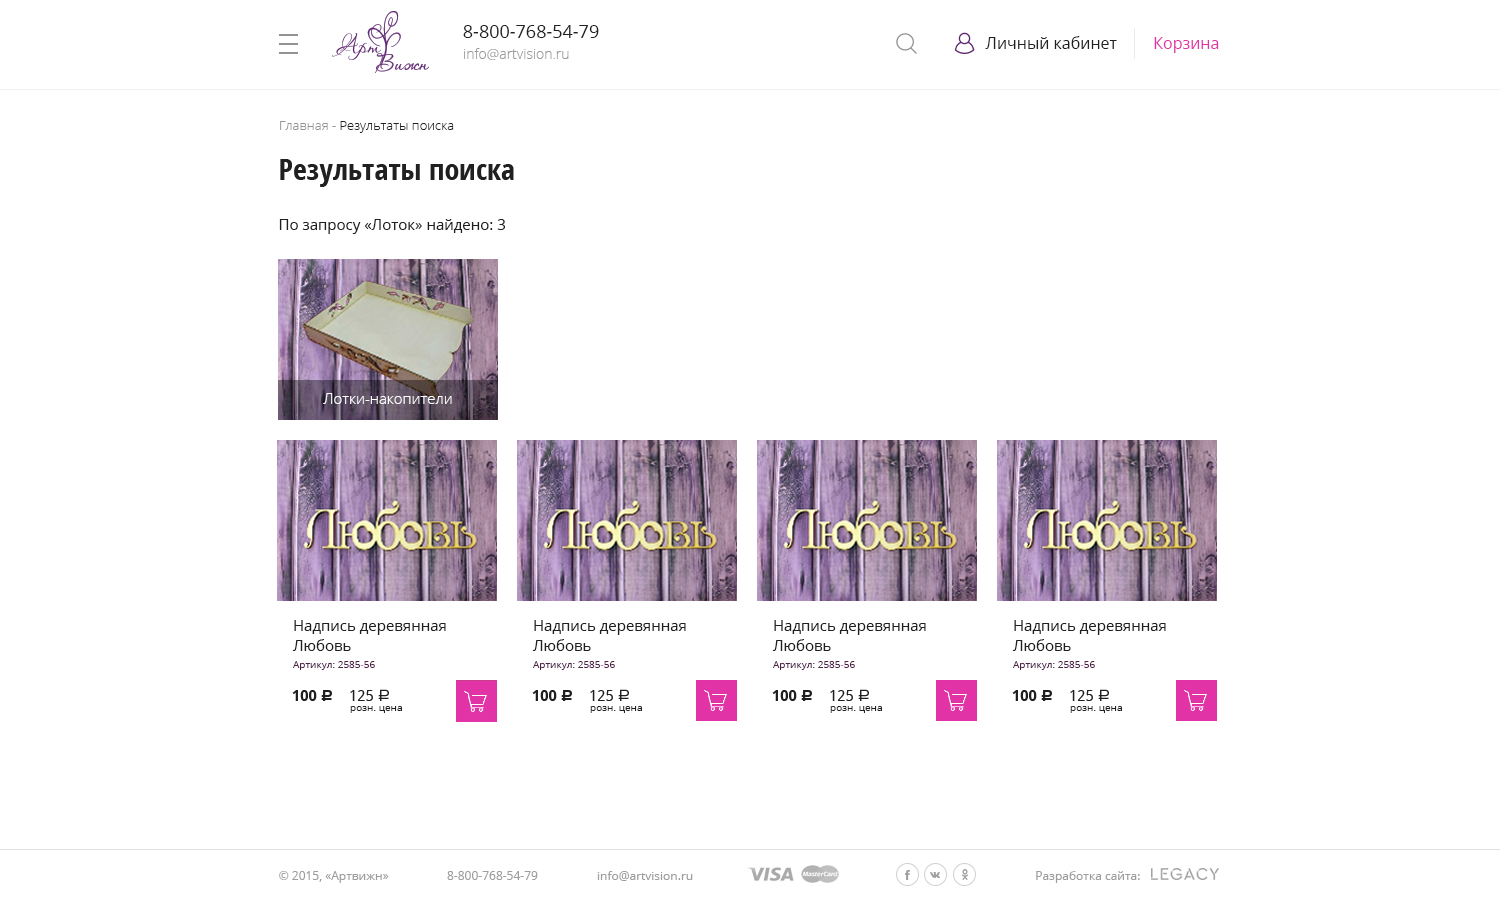 Арт Вижн
8-800-768-54-79
info@artvision.ru
Личный кабинет
Корзина
Главная - Результаты поиска
Результаты поиска
По запросу «Лоток» найдено: 3
Лотки-накопители
Любовь
Любовь
Любовь
Любовь
Надпись деревянная
Любовь
Артикул: 2585-56
100 ₽ 125 ₽
розн. цена
Надпись деревянная
Любовь
Артикул: 2585-56
100 ₽ 125 ₽
розн. цена
Надпись деревянная
Любовь
Артикул: 2585-56
100 ₽ 125 ₽
розн. цена
Надпись деревянная
Любовь
Артикул: 2585-56
100 ₽ 125 ₽
розн. цена
© 2015, «Артвижн»
8-800-768-54-79
info@artvision.ru
VISA
MasterCard
Разработка сайта: LEGACY